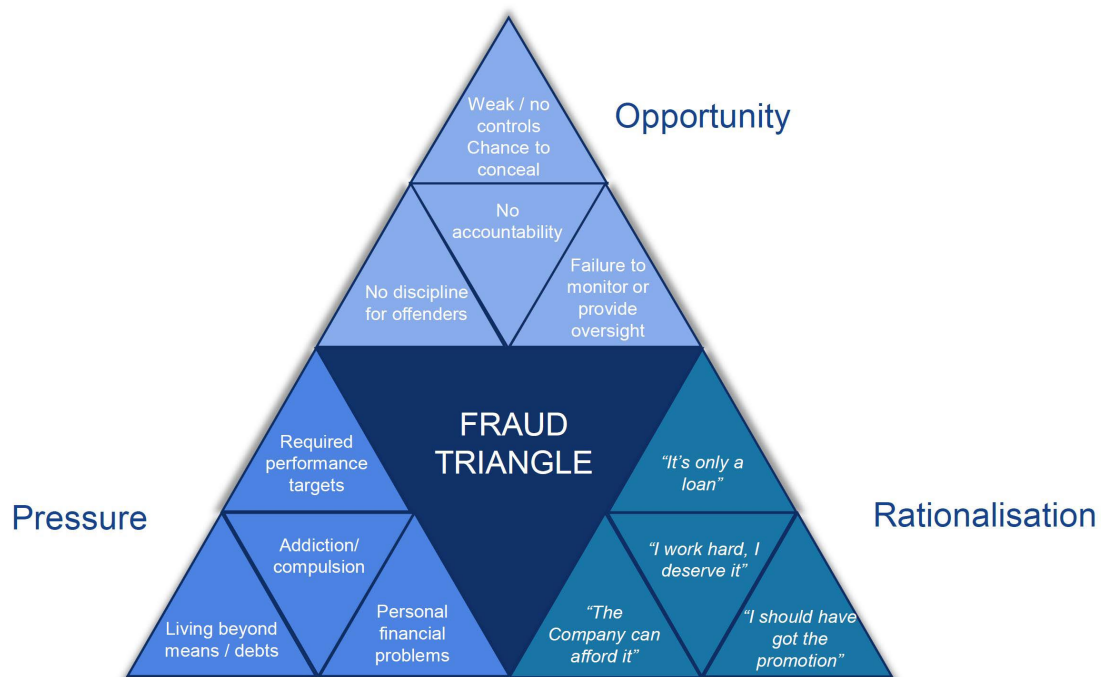 Opportunity
Weak / no
controls
Chance to
conceal
No
accountability
No discipline
for offenders
Failure to
monitor or
provide
oversight
FRAUD
TRIANGLE
Pressure
Required
performance
targets
Addiction/
compulsion
Living beyond
means / debts
Personal
financial
problems
Rationalisation
“It’s only a
loan”
“I work hard, I
deserve it”
“The
Company can
afford it”
“I should have
got the
promotion”